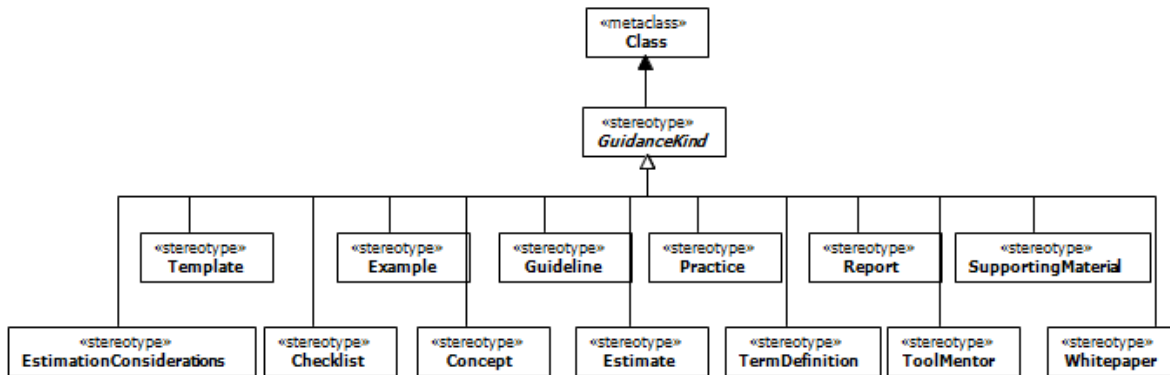 «metaclass»
Class
«stereotype»
GuidanceKind
«stereotype»
Template
«stereotype»
Example
«stereotype»
Guideline
«stereotype»
Practice
«stereotype»
Report
«stereotype»
SupportingMaterial
«stereotype»
EstimationConsiderations
«stereotype»
Checklist
«stereotype»
Concept
«stereotype»
Estimate
«stereotype»
TermDefinition
«stereotype»
ToolMentor
«stereotype»
Whitepaper